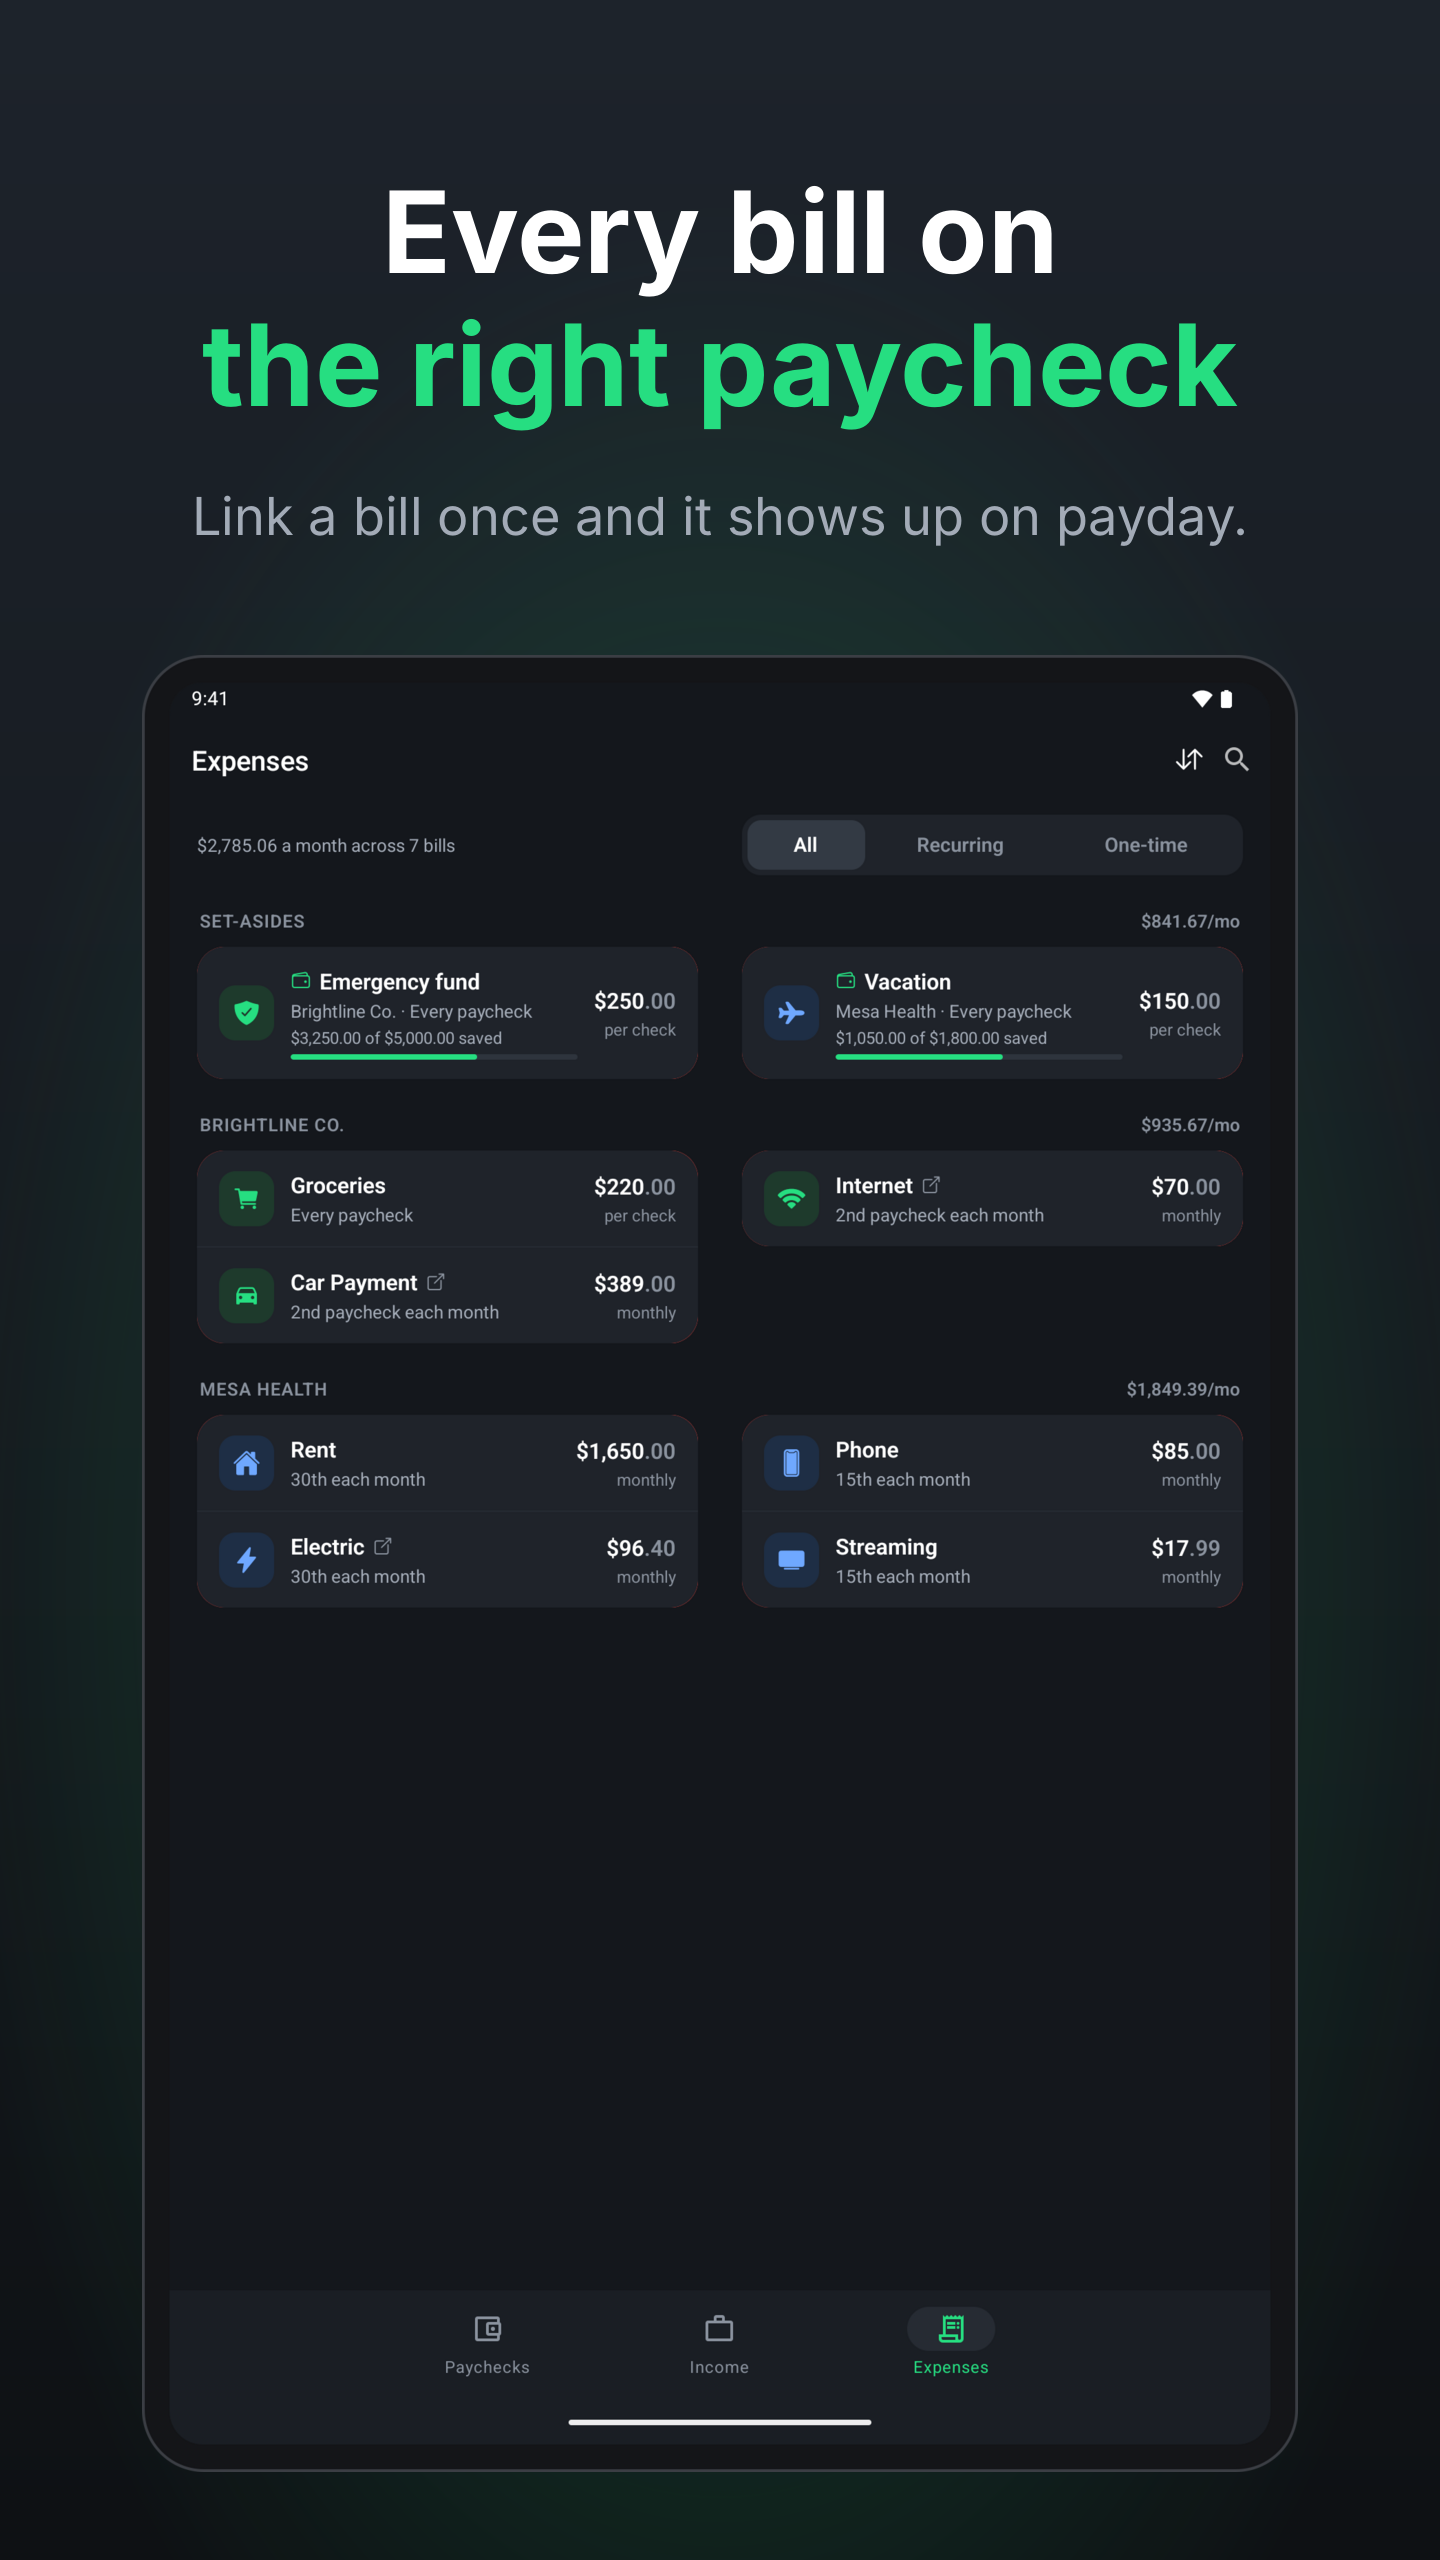 Every bill on
the right paycheck
Link a bill once and it shows up on payday.
9:41
Expenses
$2,785.06 a month across 7 bills
All
Recurring
One-time
SET-ASIDES
$841.67/mo
Emergency fund
Brightline Co. · Every paycheck
$3,250.00 of $5,000.00 saved
$250.00
per check
Vacation
Mesa Health · Every paycheck
$1,050.00 of $1,800.00 saved
$150.00
per check
BRIGHTLINE CO.
$935.67/mo
Groceries
Every paycheck
$220.00
per check
Car Payment
2nd paycheck each month
$389.00
monthly
Internet
2nd paycheck each month
$70.00
monthly
MESA HEALTH
$1,849.39/mo
Rent
30th each month
$1,650.00
monthly
Electric
30th each month
$96.40
monthly
Phone
15th each month
$85.00
monthly
Streaming
15th each month
$17.99
monthly
Paychecks
Income
Expenses